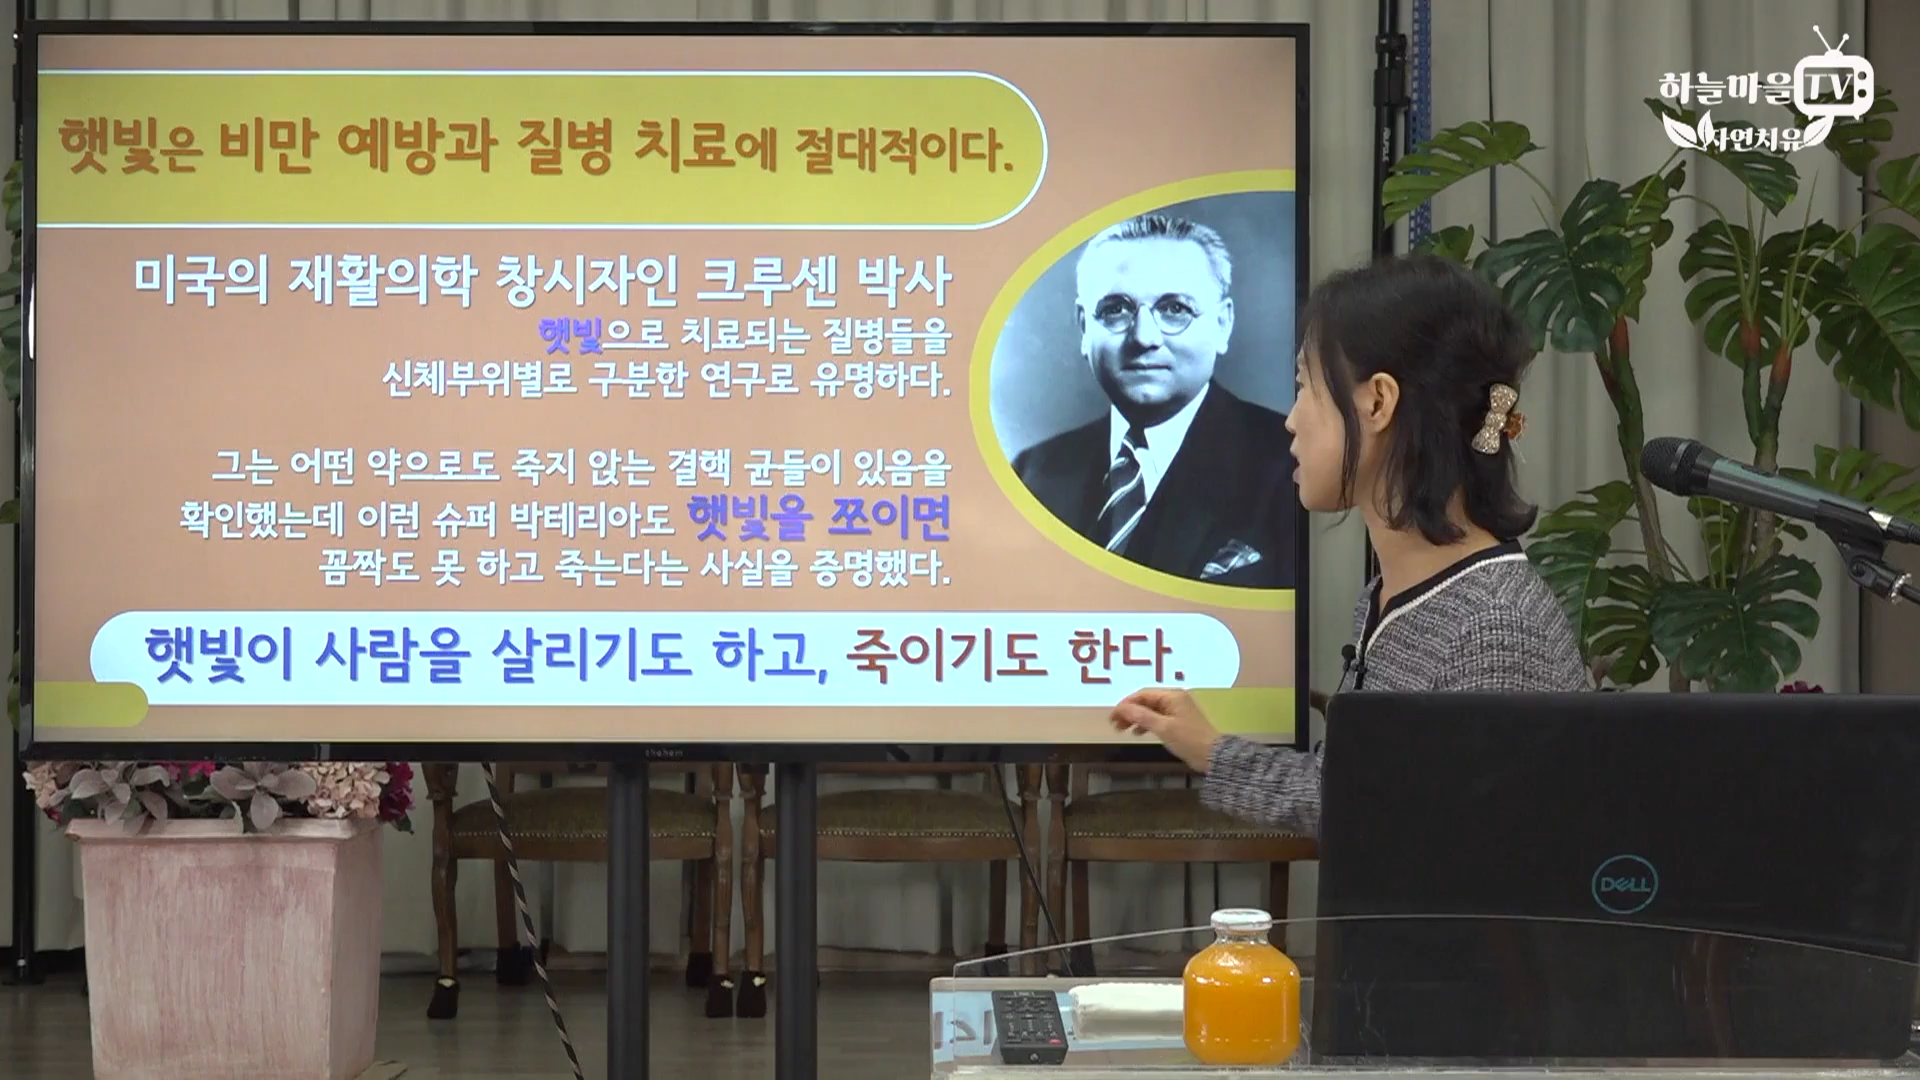 햇빛은 비만 예방과 질병 치료에 절대적이다.
미국의 재활의학 창시자인 크루센 박사
햇빛으로 치료되는 질병들을
신체부위별로 구분한 연구로 유명하다.
그는 어떤 약으로도 죽지 않는 결핵 균들이 있음을
확인했는데 이런 슈퍼 박테리아도 햇빛을 쪼이면
꼼짝도 못 하고 죽는다는 사실을 증명했다.
햇빛이 사람을 살리기도 하고, 죽이기도 한다.
하늘마을TV
자연치유
DELL